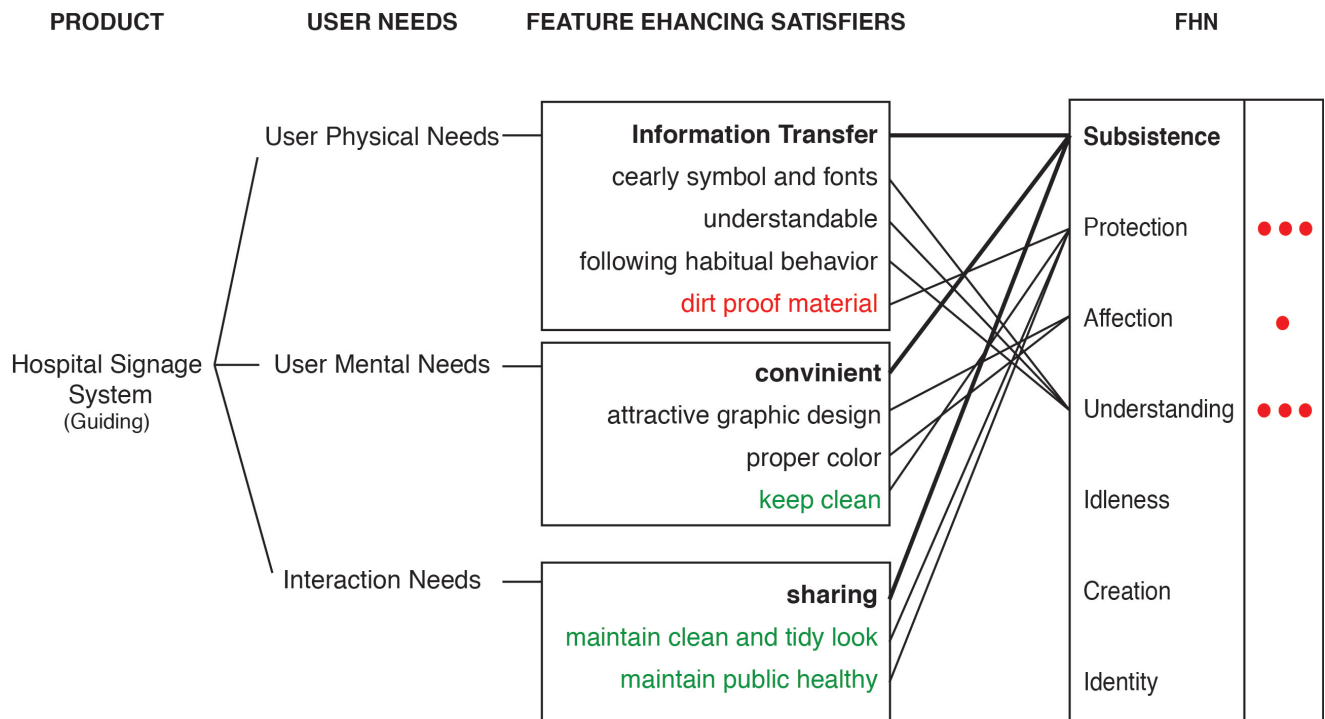 PRODUCT
USER NEEDS
FEATURE EHANCING SATISFIERS
FHN
Hospital Signage
System
(Guiding)
User Physical Needs
User Mental Needs
Interaction Needs
Information Transfer
cearly symbol and fonts
understandable
following habitual behavior
dirt proof material
convinient
attractive graphic design
proper color
keep clean
sharing
maintain clean and tidy look
maintain public healthy
Subsistence
Protection
Affection
Understanding
Idleness
Creation
Identity